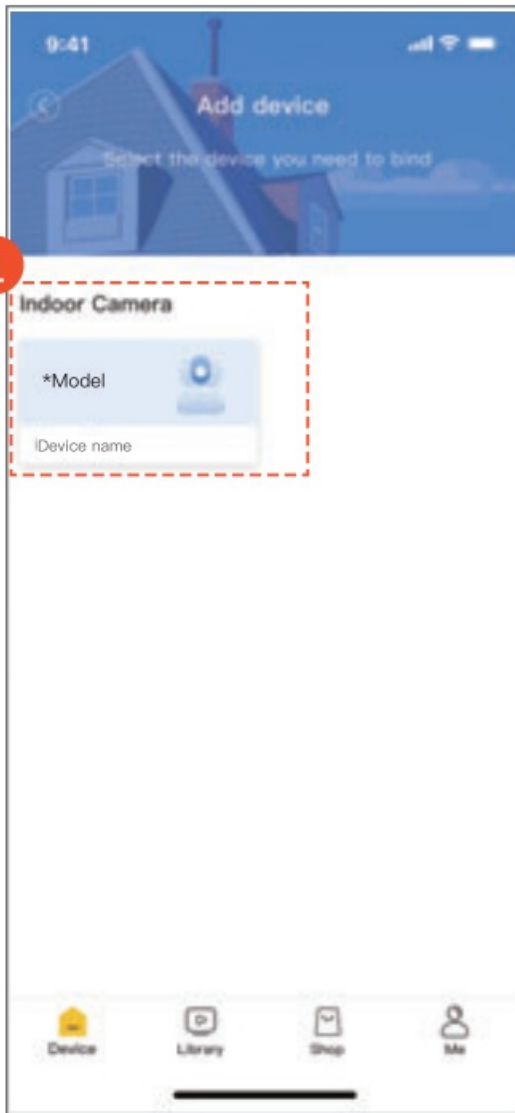 9:41
Add device
Select the device you need to bind
Indoor Camera
*Model
Device name
Device
Library
Shop
Me